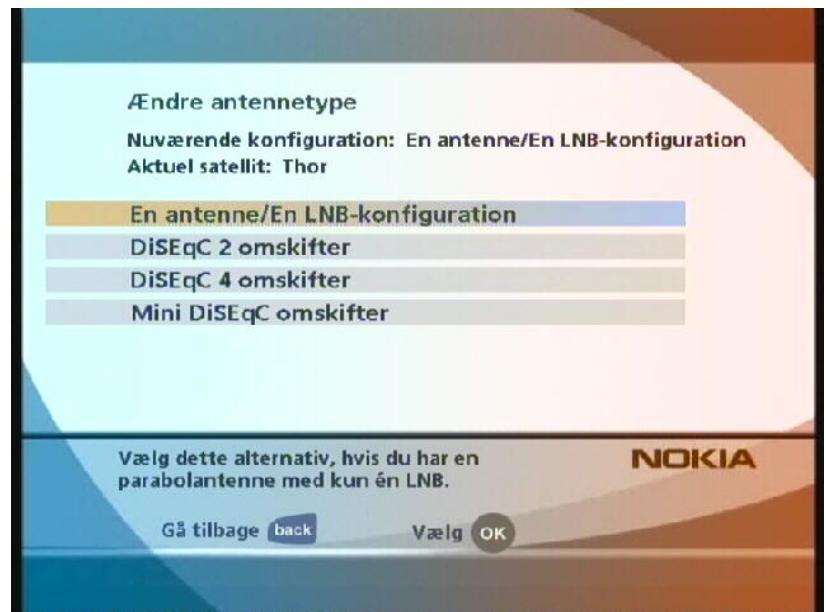 Ændre antennetype
Nuværende konfiguration: En antenne/En LNB-konfiguration
Aktuel satellit: Thor
En antenne/En LNB-konfiguration
DiSEqC 2 omskifter
DiSEqC 4 omskifter
Mini DiSEqC omskifter
Vælg dette alternativ, hvis du har en
parabolantenne med kun én LNB.
NOKIA
Gå tilbage back Vælg OK